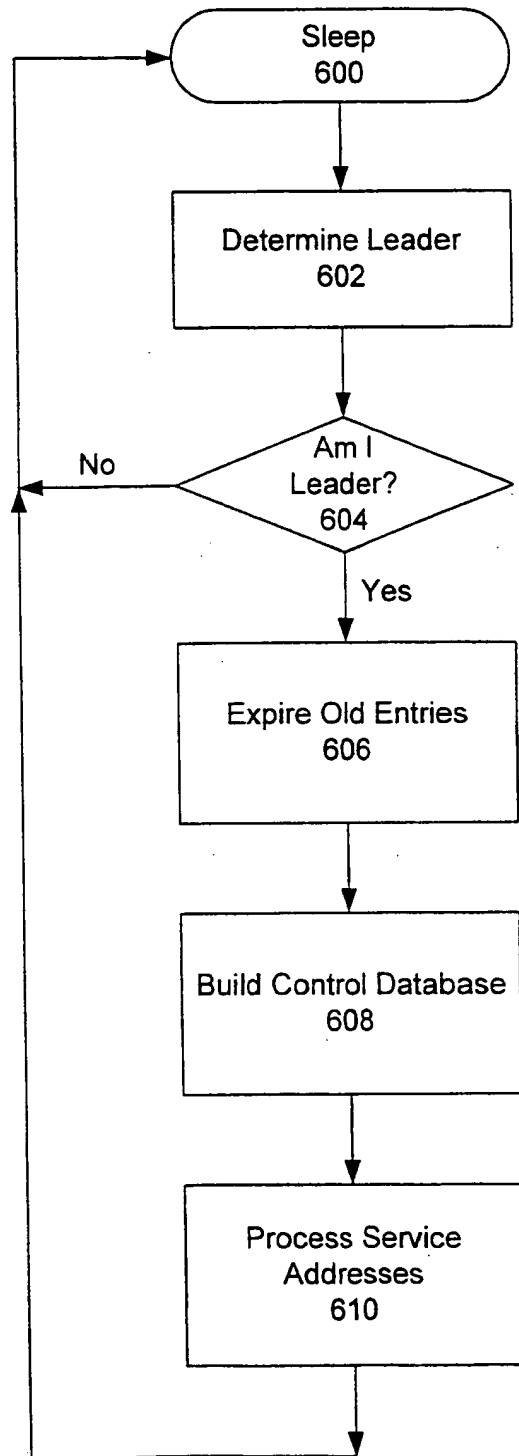 Sleep
600
Determine Leader
602
Am I
Leader?
604
No
Yes
Expire Old Entries
606
Build Control Database
608
Process Service
Addresses
610